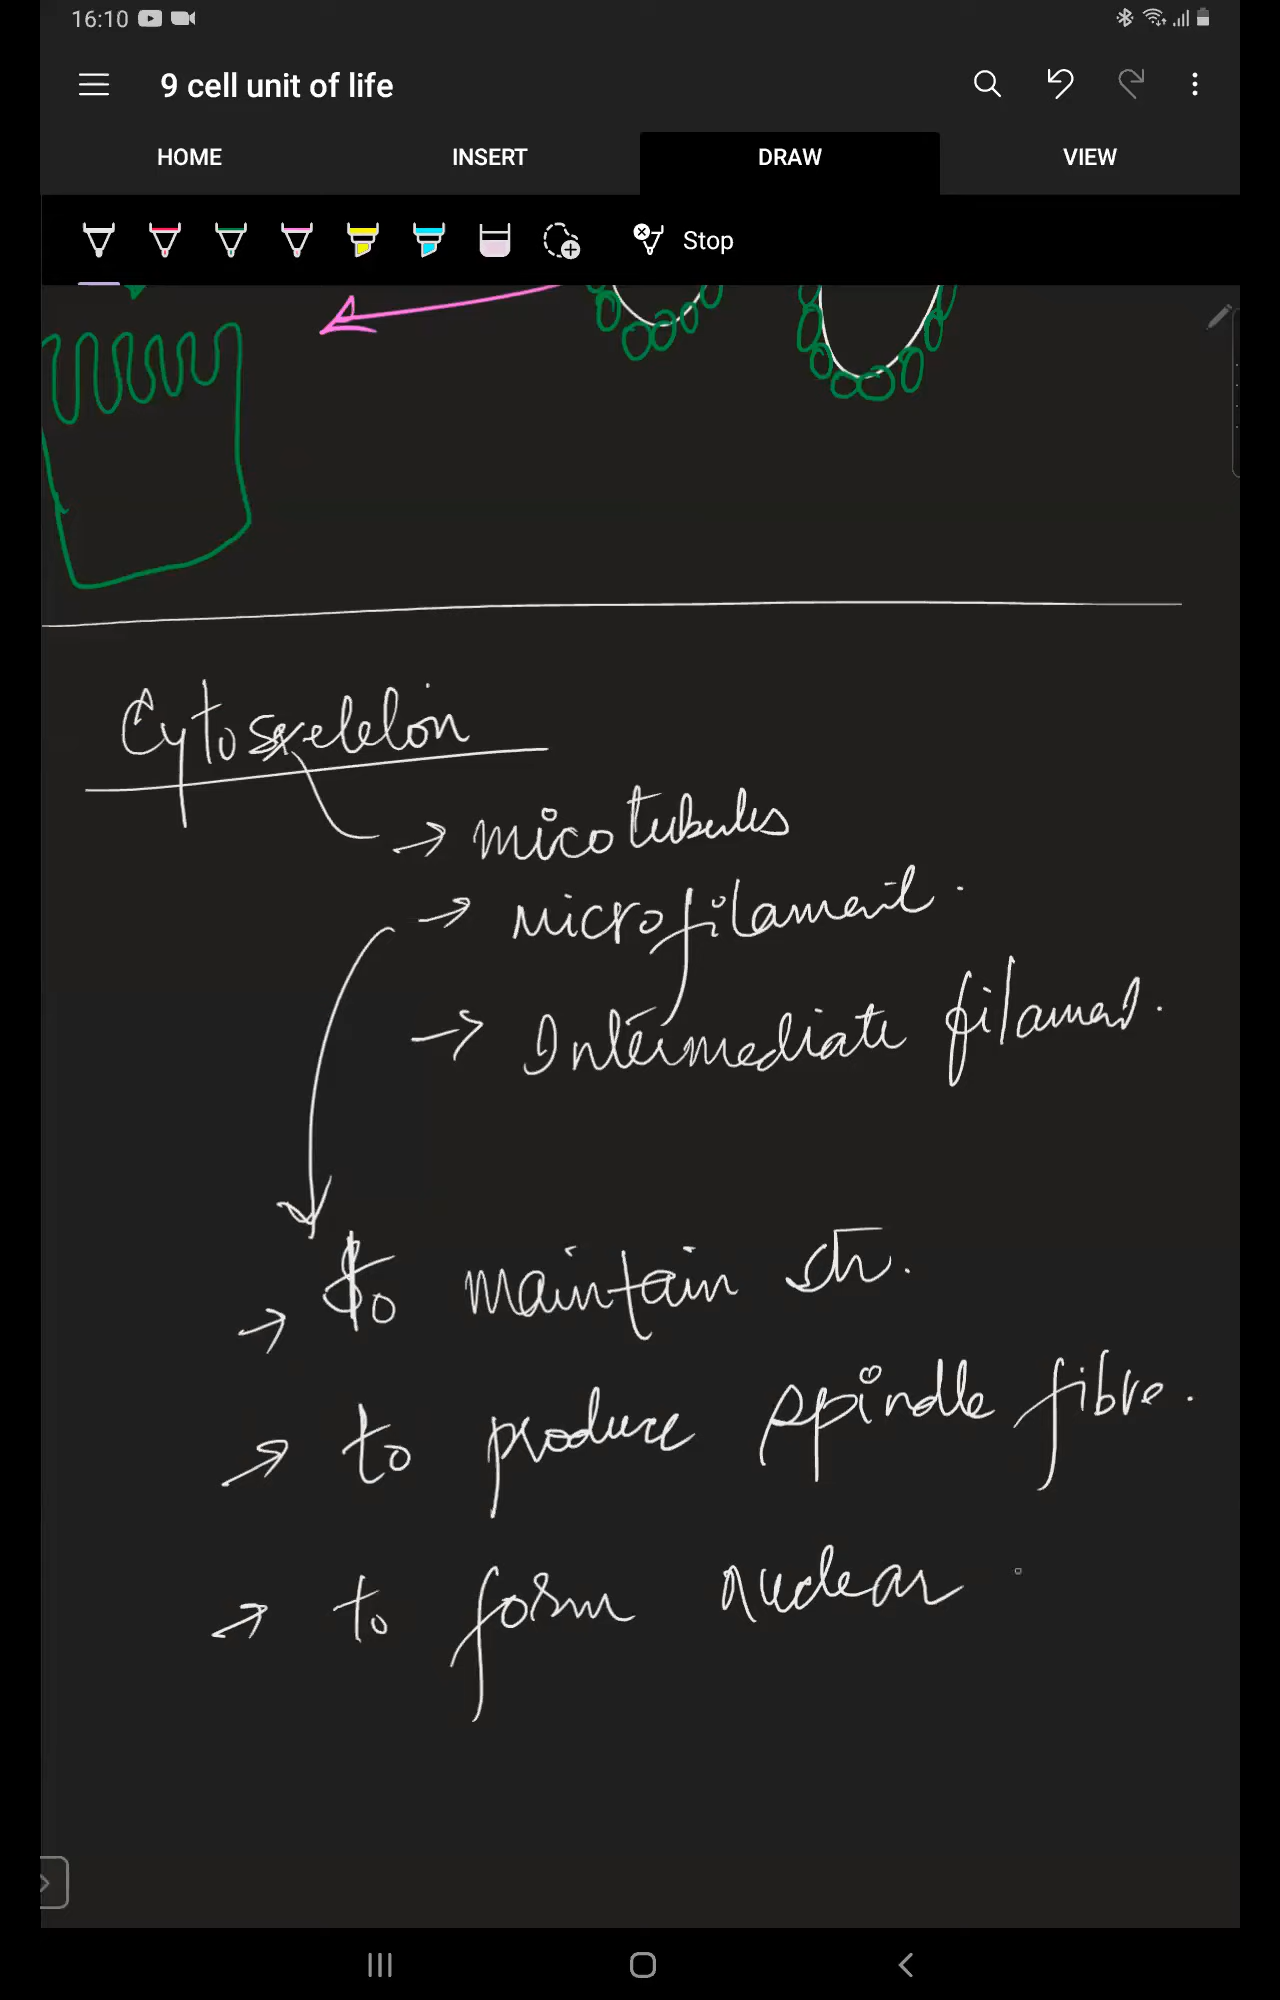 16:10
9 cell unit of life
HOME INSERT DRAW VIEW
Stop
Cytoskeleton
→ micotubules
→ microfilament.
→ Intermediate filament.
→ to maintain str.
→ to produce spindle fibre.
→ to form nuclear